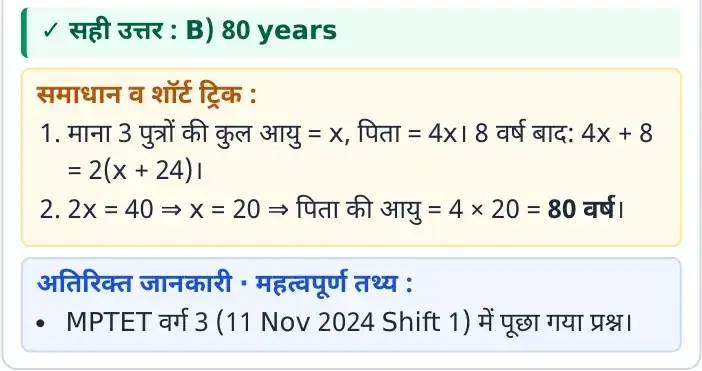 ✓ सही उत्तर : B) 80 years
समाधान व शॉर्ट ट्रिक :
1. माना 3 पुत्रों की कुल आयु = x, पिता = 4x। 8 वर्ष बाद: 4x + 8
= 2(x + 24)।
2. 2x = 40 ⇒ x = 20 ⇒ पिता की आयु = 4 × 20 = 80 वर्ष।
अतिरिक्त जानकारी · महत्वपूर्ण तथ्य :
• MPTET वर्ग 3 (11 Nov 2024 Shift 1) में पूछा गया प्रश्न।